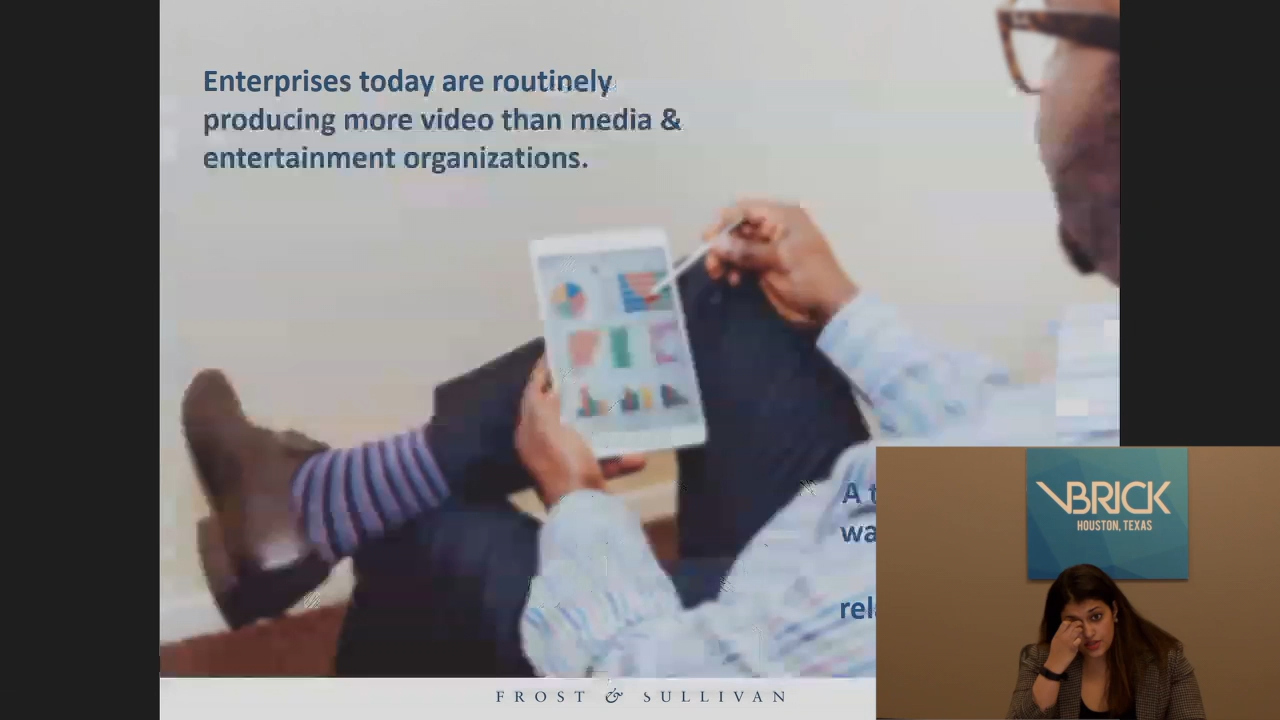 Enterprises today are routinely
producing more video than media &
entertainment organizations.
A
VBRICK
HOUSTON, TEXAS
FROST & SULLIVAN